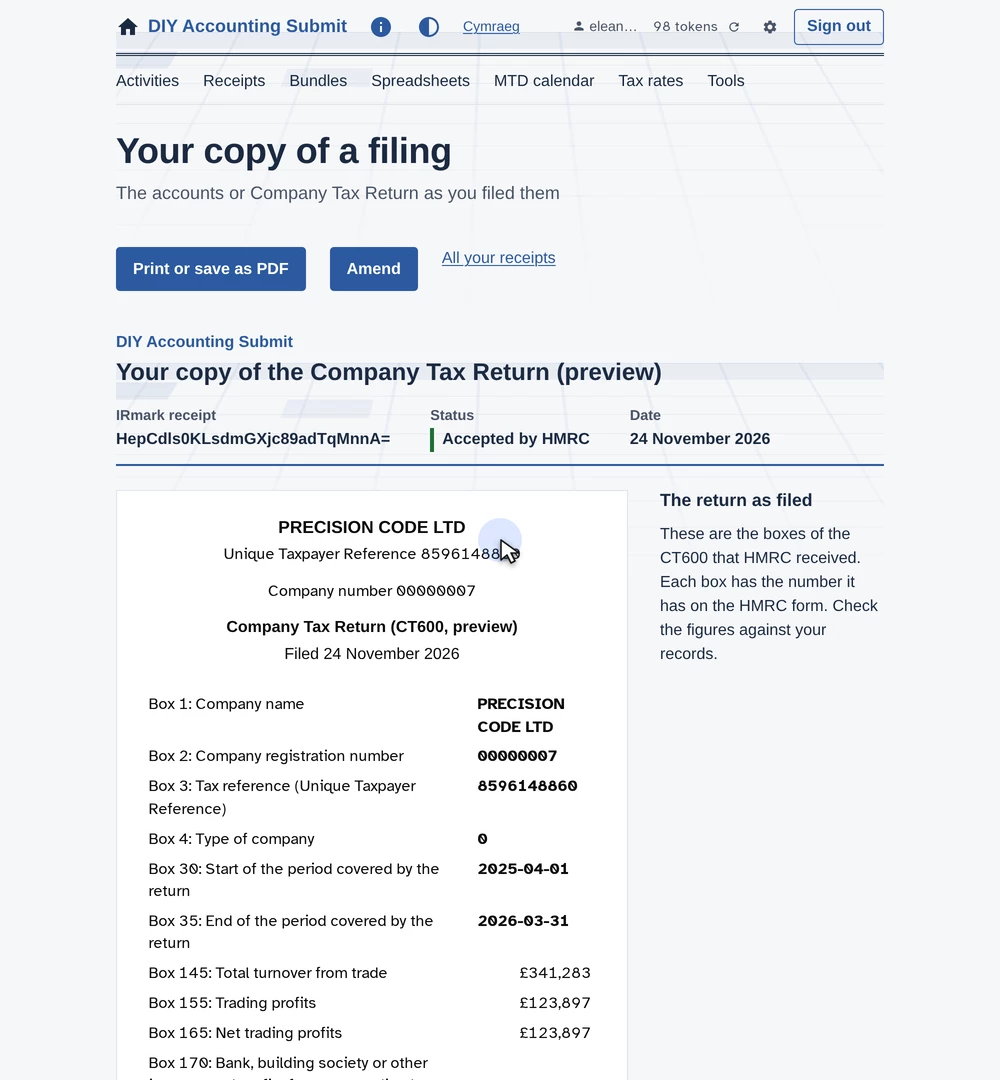 DIY Accounting Submit
Cymraeg
elean...
98 tokens
Sign out
Activities Receipts Bundles Spreadsheets MTD calendar Tax rates Tools
Your copy of a filing
The accounts or Company Tax Return as you filed them
Print or save as PDF
Amend
All your receipts
DIY Accounting Submit
Your copy of the Company Tax Return (preview)
IRmark receipt
HepCdls0KLsdmGXjc89adTqMnnA=
Status
Accepted by HMRC
Date
24 November 2026
PRECISION CODE LTD
Unique Taxpayer Reference
Company number 00000007
Company Tax Return (CT600, preview)
Filed 24 November 2026
Box 1: Company name
PRECISION
CODE LTD
Box 2: Company registration number
00000007
Box 3: Tax reference (Unique Taxpayer
Reference)
8596148860
Box 4: Type of company
0
Box 30: Start of the period covered by the
return
2025-04-01
Box 35: End of the period covered by the
return
2026-03-31
Box 145: Total turnover from trade
£341,283
Box 155: Trading profits
£123,897
Box 165: Net trading profits
£123,897
Box 170: Bank, building society or other
The return as filed
These are the boxes of the
CT600 that HMRC received.
Each box has the number it
has on the HMRC form. Check
the figures against your
records.